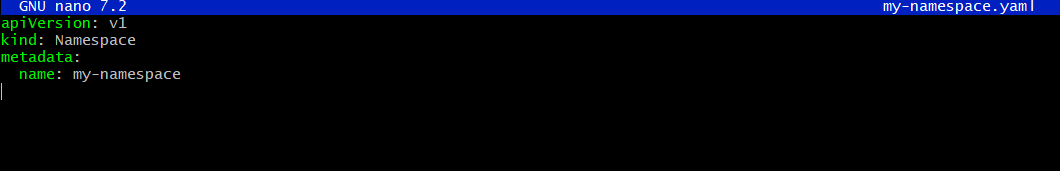 GNU nano 7.2 my-namespace.yaml
apiVersion: v1
kind: Namespace
metadata:
  name: my-namespace